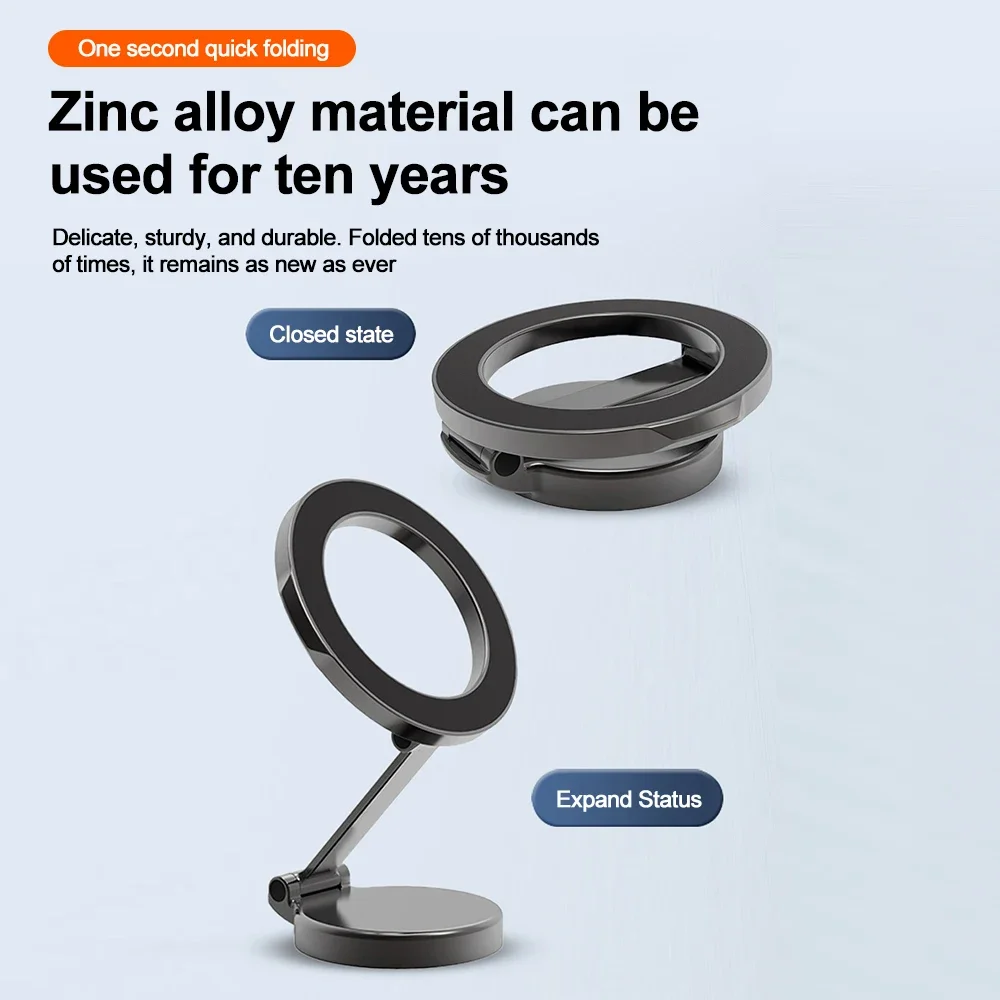 One second quick folding
Zinc alloy material can be
used for ten years
Delicate, sturdy, and durable. Folded tens of thousands
of times, it remains as new as ever
Closed state
Expand Status